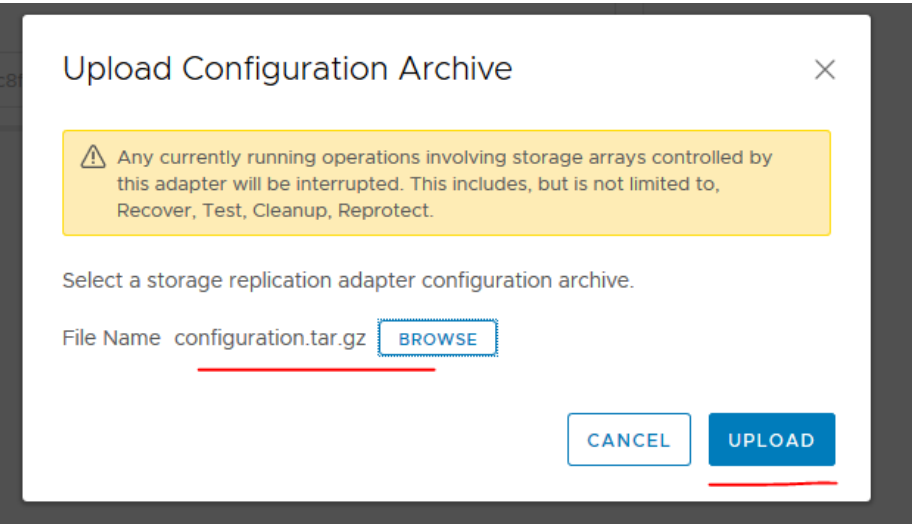 c8f
Upload Configuration Archive
Any currently running operations involving storage arrays controlled by
this adapter will be interrupted. This includes, but is not limited to,
Recover, Test, Cleanup, Reprotect.
Select a storage replication adapter configuration archive.
File Name configuration.tar.gz BROWSE
CANCEL UPLOAD